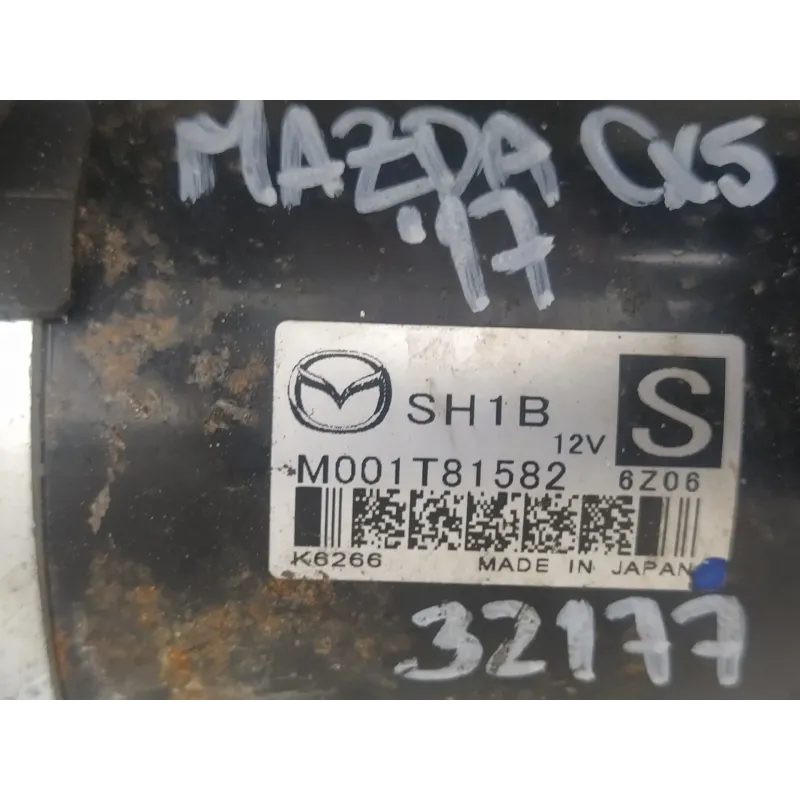 MAZDA CX5
'17
SH1B
12V
S
M001T81582
6Z06
K6266
MADE IN JAPAN
32177